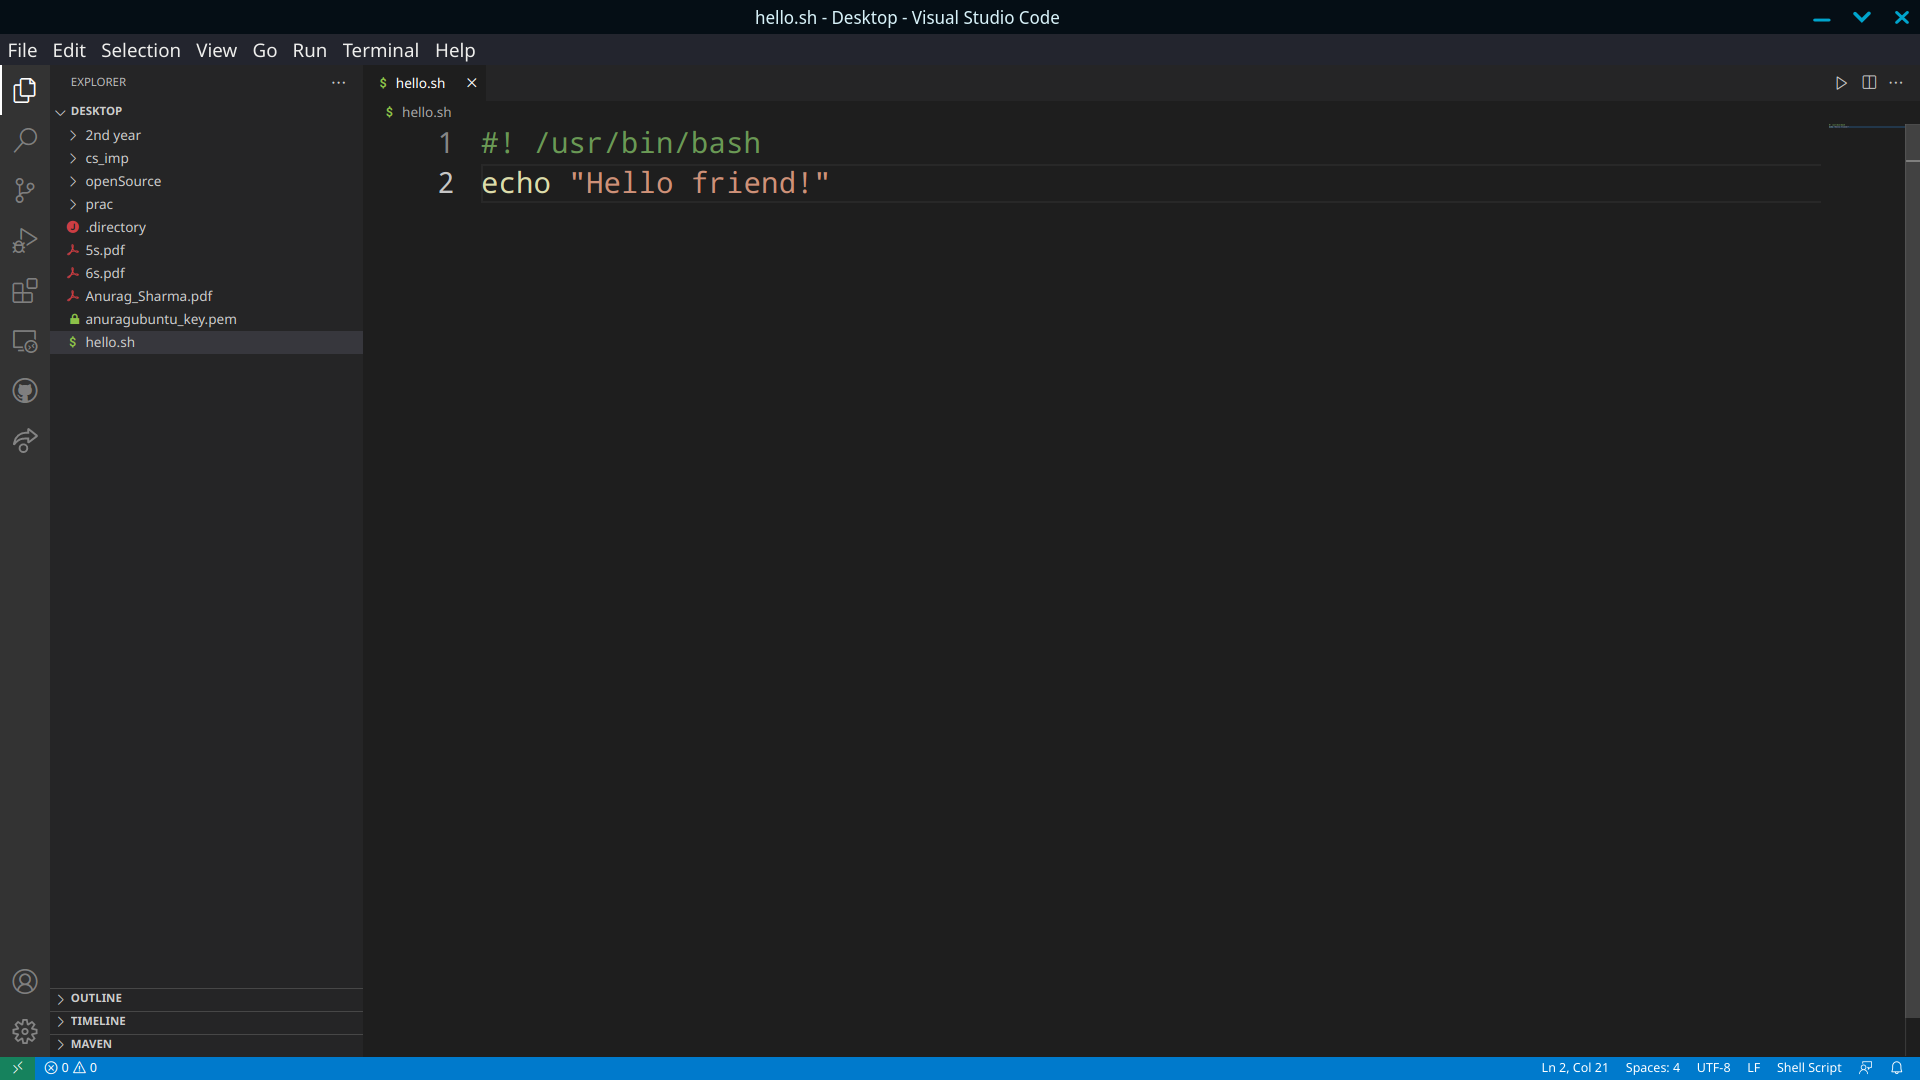 hello.sh - Desktop - Visual Studio Code
File Edit Selection View Go Run Terminal Help
EXPLORER
DESKTOP
2nd year
cs_imp
openSource
prac
.directory
5s.pdf
6s.pdf
Anurag_Sharma.pdf
anuragubuntu_key.pem
$ hello.sh
OUTLINE
TIMELINE
MAVEN
$ hello.sh
$ hello.sh
1 #! /usr/bin/bash
2 echo "Hello friend!"
0 0
Ln 2, Col 21 Spaces: 4 UTF-8 LF Shell Script